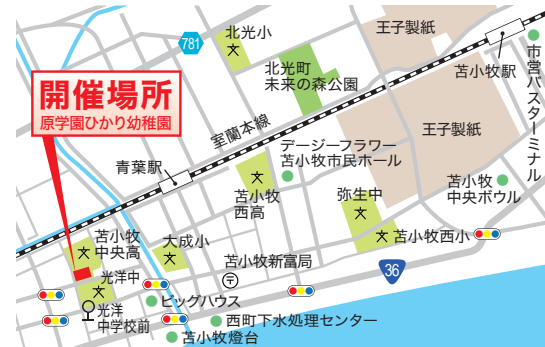 北光小
781
王子製紙
北光町
未来の森公園
苫小牧駅
市営バスターミナル
開催場所
原学園ひかり幼稚園
室蘭本線
王子製紙
デージーフラワー
苫小牧市民ホール
青葉駅
苫小牧
西高
弥生中
苫小牧
中央ボウル
苫小牧
中央高
大成小
苫小牧西小
苫小牧新富局
36
光洋中
ビッグハウス
光洋
中学校前
西町下水処理センター
苫小牧燈台